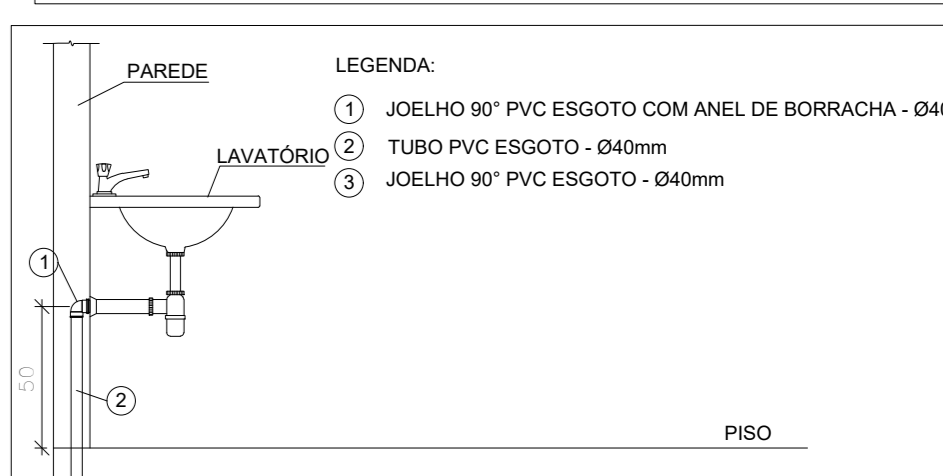 PAREDE
LEGENDA:
1 JOELHO 90° PVC ESGOTO COM ANEL DE BORRACHA - Ø40
LAVATÓRIO
2 TUBO PVC ESGOTO - Ø40mm
3 JOELHO 90° PVC ESGOTO - Ø40mm
1
50
2
PISO